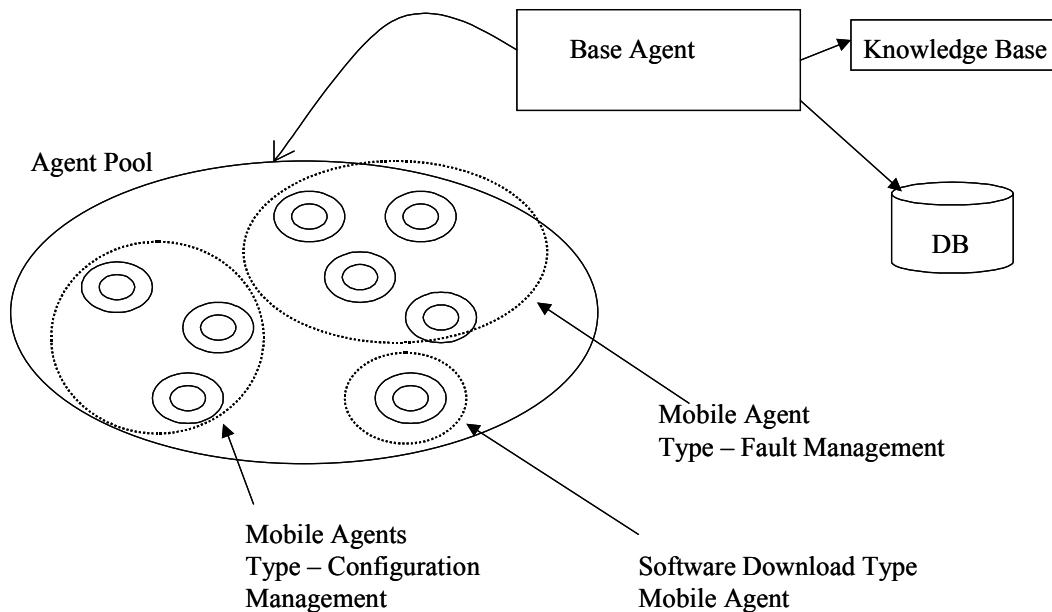 Base Agent
Knowledge Base
Agent Pool
DB
Mobile Agent
Type – Fault Management
Mobile Agents
Type – Configuration
Management
Software Download Type
Mobile Agent